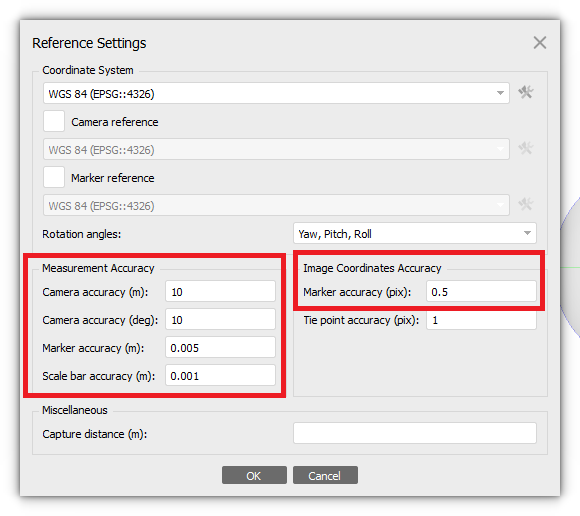 Reference Settings
Coordinate System
WGS 84 (EPSG::4326)
Camera reference
WGS 84 (EPSG::4326)
Marker reference
WGS 84 (EPSG::4326)
Rotation angles: Yaw, Pitch, Roll
Measurement Accuracy
Camera accuracy (m): 10
Camera accuracy (deg): 10
Marker accuracy (m): 0.005
Scale bar accuracy (m): 0.001
Image Coordinates Accuracy
Marker accuracy (pix): 0.5
Tie point accuracy (pix): 1
Miscellaneous
Capture distance (m):
OK Cancel